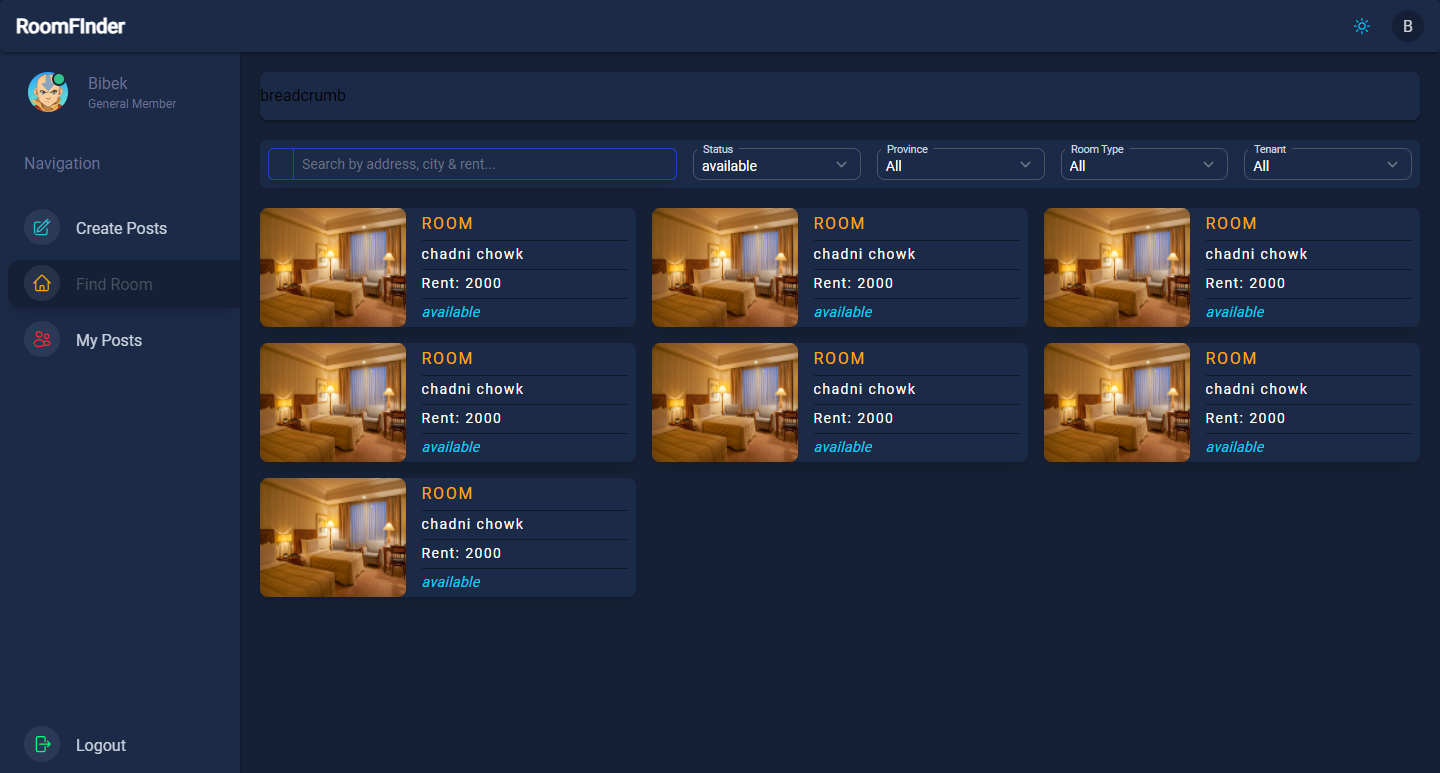 RoomFInder
B
Bibek
General Member
Navigation
Create Posts
Find Room
My Posts
Logout
breadcrumb
Search by address, city & rent...
Status
available
Province
All
Room Type
All
Tenant
All
ROOM
chadni chowk
Rent: 2000
available
ROOM
chadni chowk
Rent: 2000
available
ROOM
chadni chowk
Rent: 2000
available
ROOM
chadni chowk
Rent: 2000
available
ROOM
chadni chowk
Rent: 2000
available
ROOM
chadni chowk
Rent: 2000
available
ROOM
chadni chowk
Rent: 2000
available